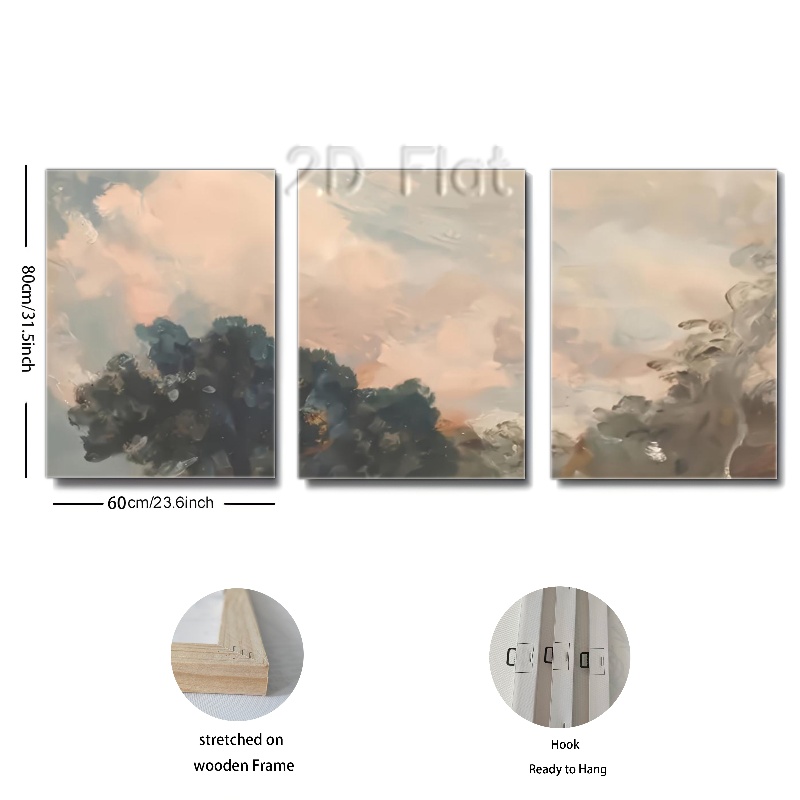 2D Flat
80cm/31.5inch
60cm/23.6inch
stretched on
wooden Frame
Hook
Ready to Hang